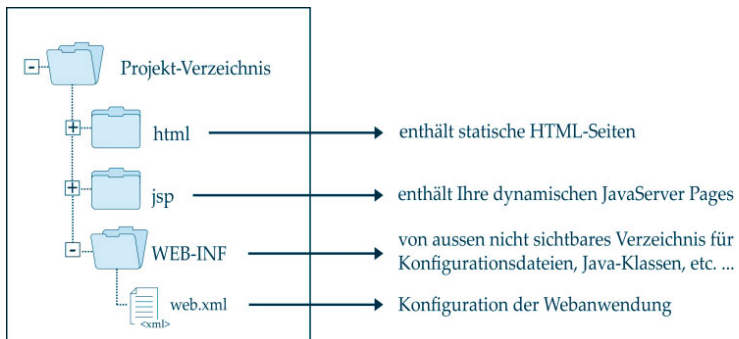 Projekt-Verzeichnis
html
enthält statische HTML-Seiten
jsp
enthält Ihre dynamischen JavaServer Pages
WEB-INF
von aussen nicht sichtbares Verzeichnis für
Konfigurationsdateien, Java-Klassen, etc. ...
web.xml
<xml>
Konfiguration der Webanwendung